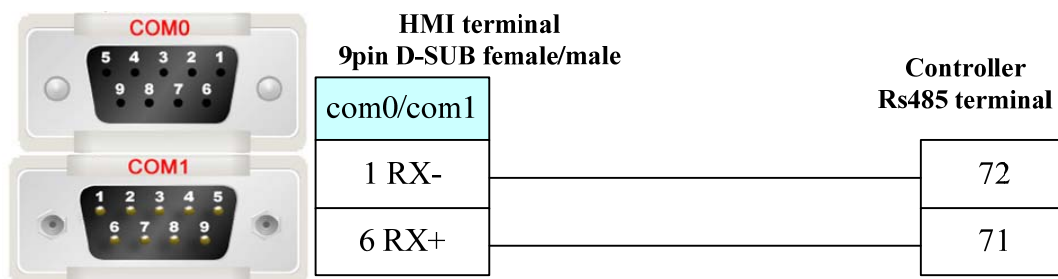 COM0
5 4 3 2 1
9 8 7 6
COM1
1 2 3 4 5
6 7 8 9
HMI terminal
9pin D-SUB female/male
com0/com1
1 RX-
6 RX+
Controller
Rs485 terminal
72
71